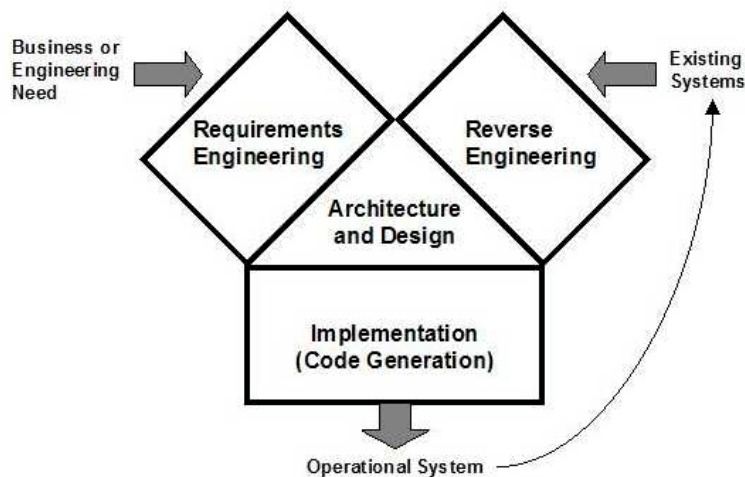 Business or
Engineering
Need
Existing
Systems
Requirements
Engineering
Reverse
Engineering
Architecture
and Design
Implementation
(Code Generation)
Operational System